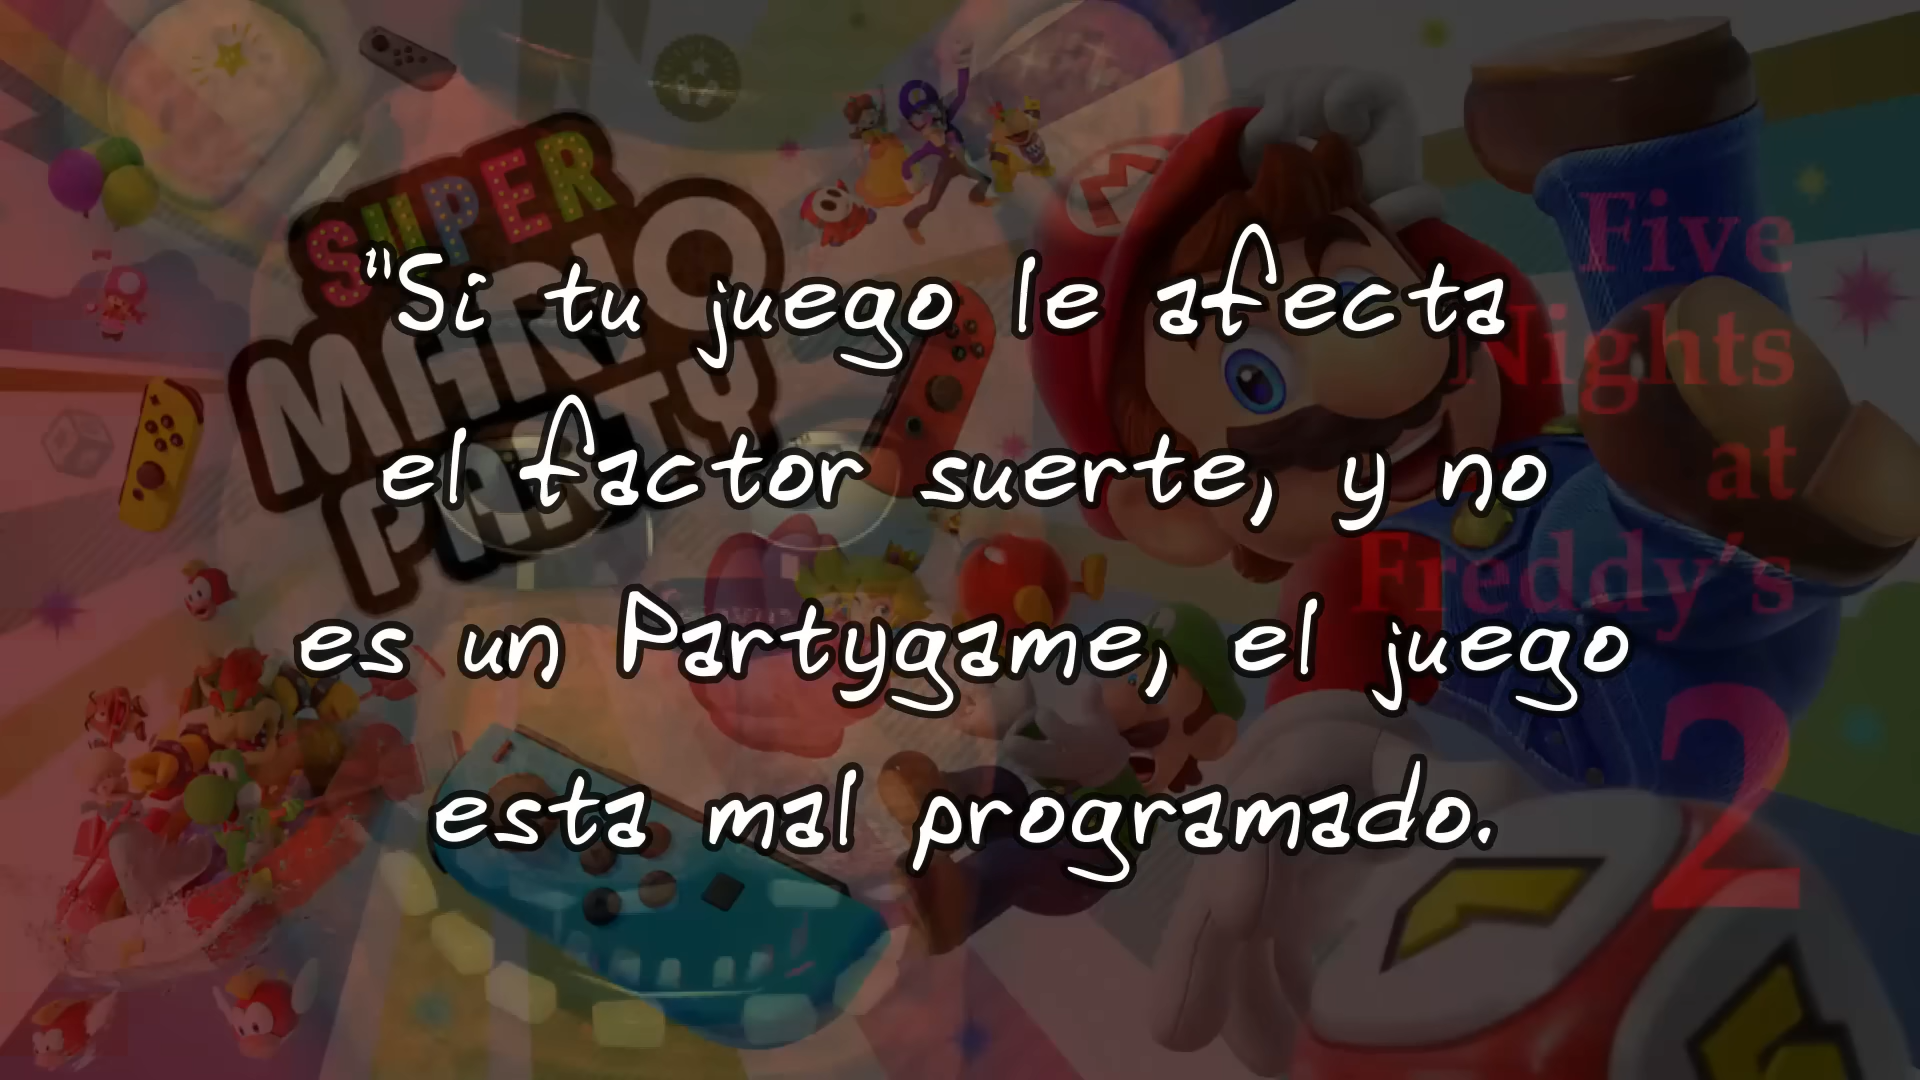 "Si tu juego le afecta
el factor suerte, y no
es un Partygame, el juego
esta mal programado.
SUPER
MARIO
PARTY
Five
Nights
at
Freddy's
2